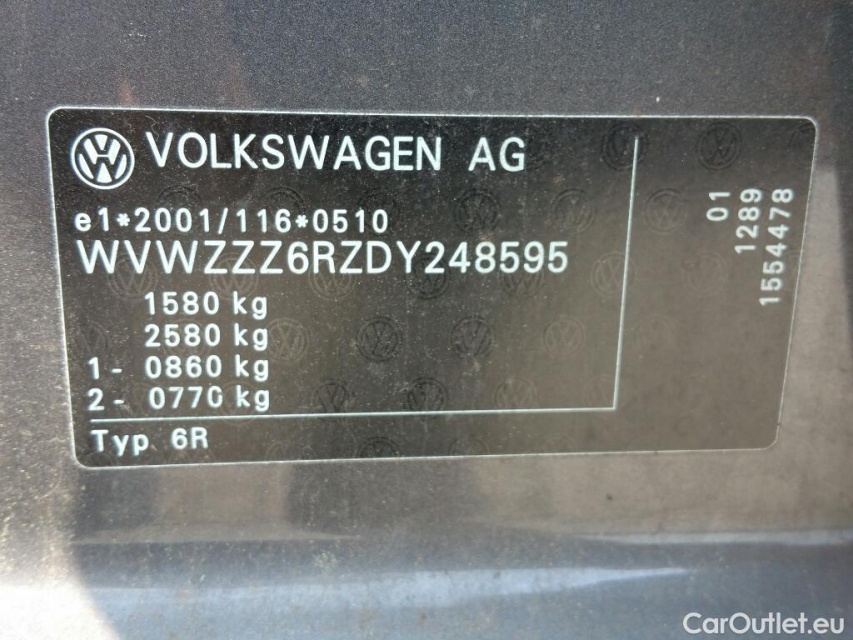 VOLKSWAGEN AG
e1*2001/116*0510
WVWZZZ6RZDY248595
1580 kg
2580 kg
1- 0860 kg
2- 0770 kg
Typ 6R
01
1289
1554478
CarOutlet.eu